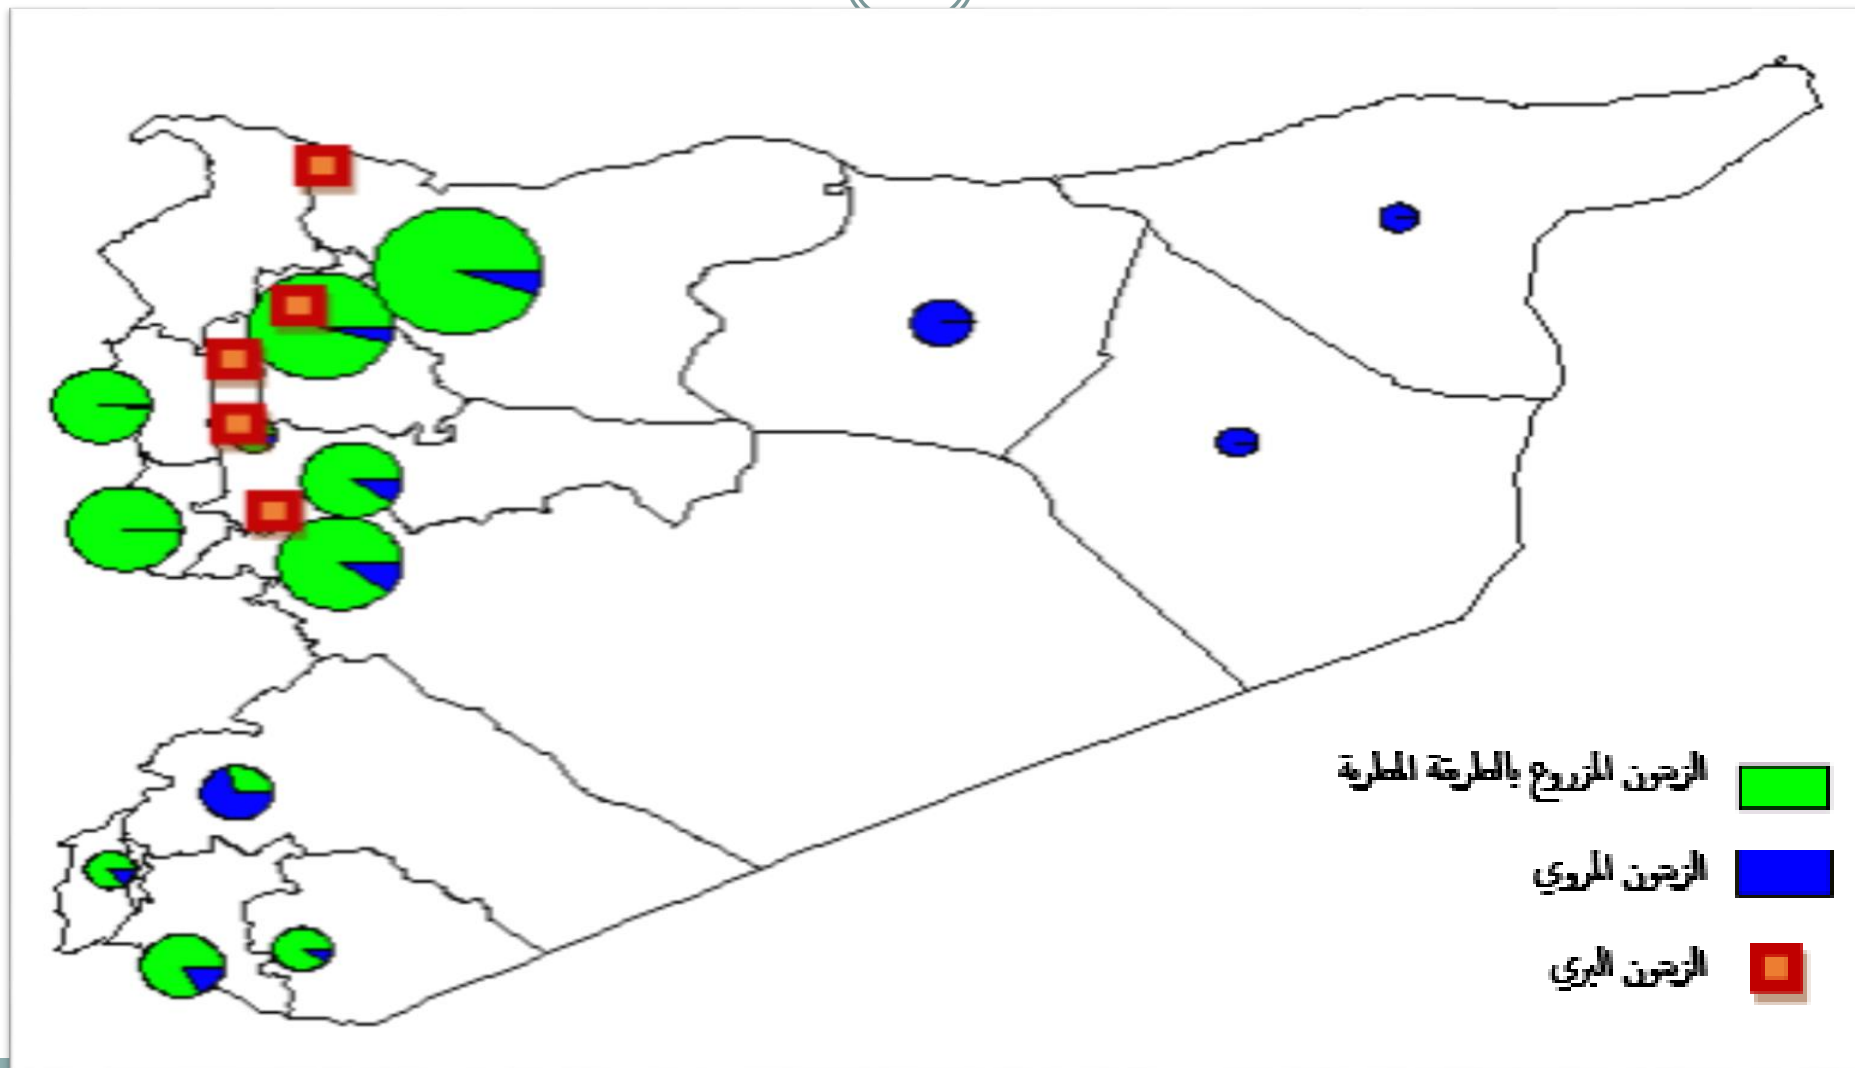 الزيتون المزروع بالطريقة المطرية
الزيتون المروي
الزيتون البري